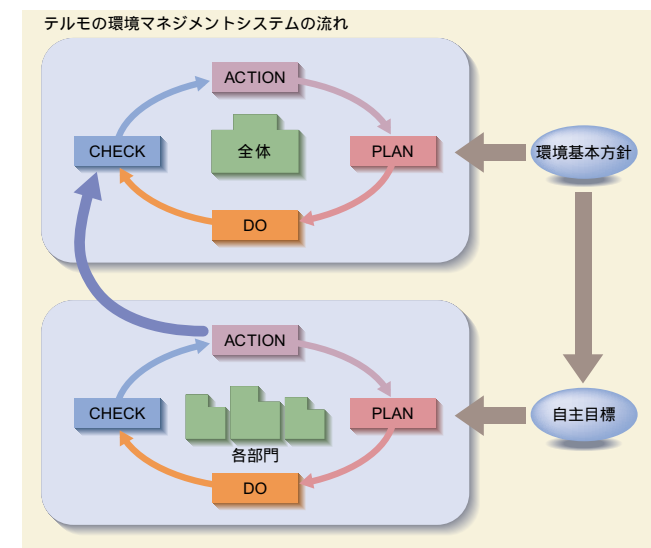 テルモの環境マネジメントシステムの流れ
ACTION
CHECK
全体
PLAN
環境基本方針
DO
ACTION
CHECK
PLAN
自主目標
各部門
DO